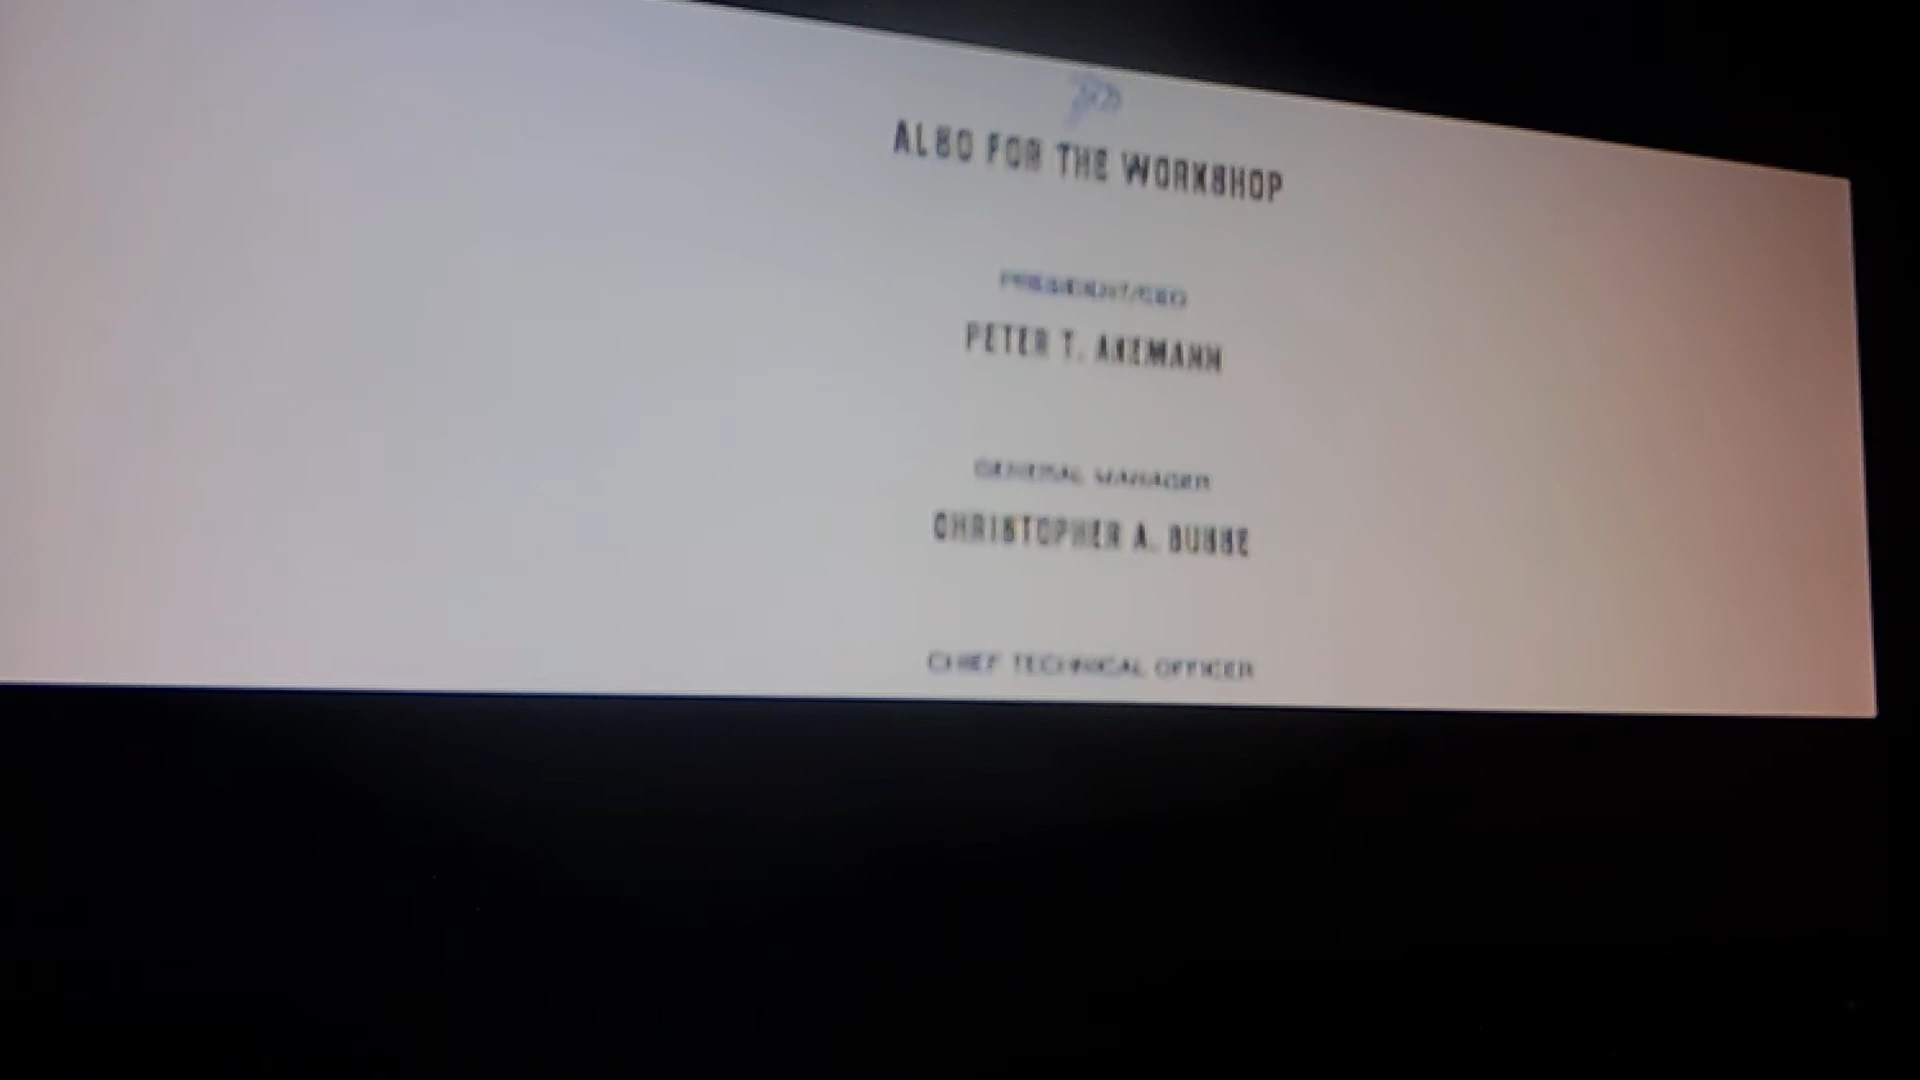 ALSO FOR THE WORKSHOP
PRESIDENT/CEO
PETER T. AKEMANN
GENERAL MANAGER
CHRISTOPHER A. BUSSE
CHIEF TECHNICAL OFFICER